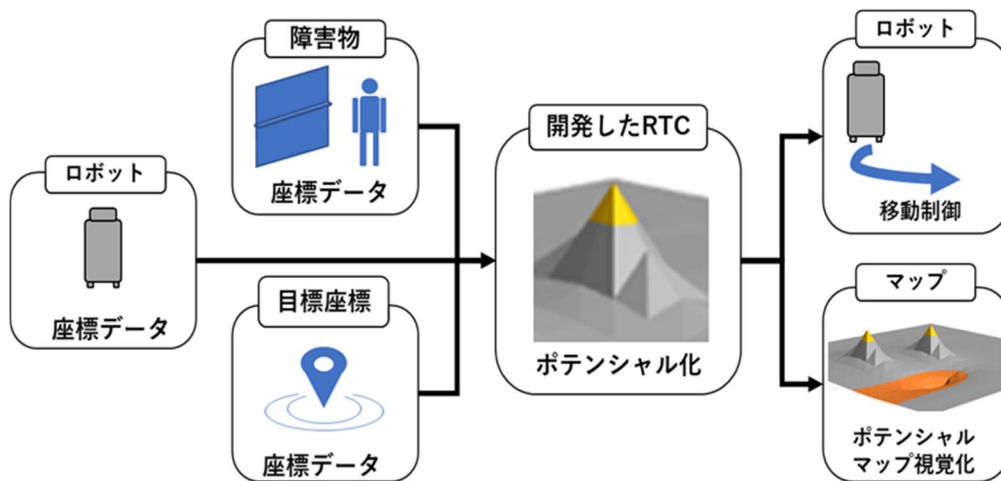 ロボット
座標データ
障害物
座標データ
目標座標
座標データ
開発したRTC
ポテンシャル化
ロボット
移動制御
マップ
ポテンシャル
マップ視覚化